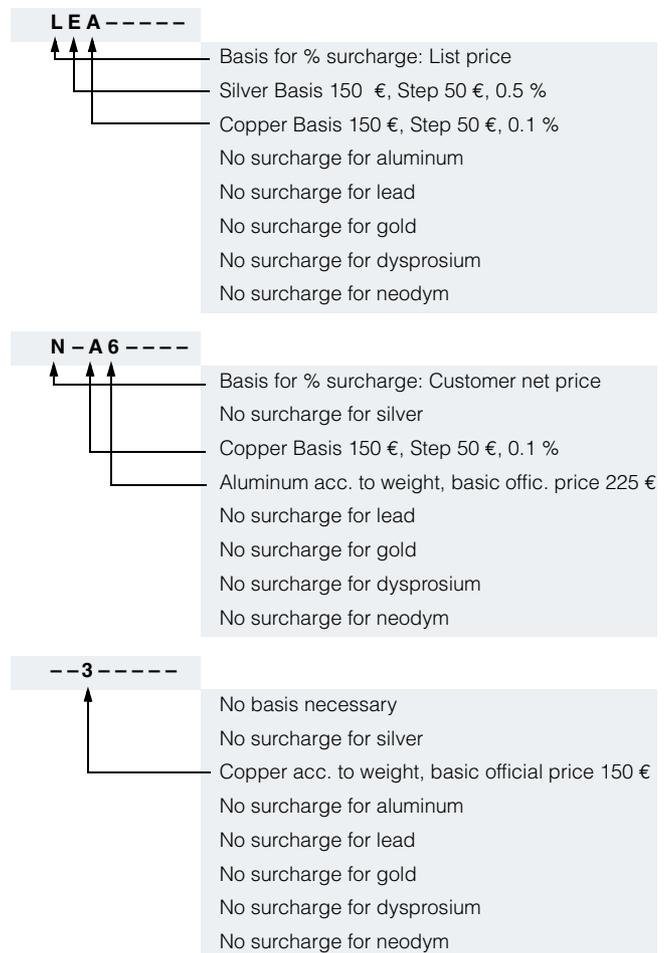 L E A – – – – –
Basis for % surcharge: List price
Silver Basis 150 €, Step 50 €, 0.5 %
Copper Basis 150 €, Step 50 €, 0.1 %
No surcharge for aluminum
No surcharge for lead
No surcharge for gold
No surcharge for dysprosium
No surcharge for neodym
N – A 6 – – – –
Basis for % surcharge: Customer net price
No surcharge for silver
Copper Basis 150 €, Step 50 €, 0.1 %
Aluminum acc. to weight, basic offic. price 225 €
No surcharge for lead
No surcharge for gold
No surcharge for dysprosium
No surcharge for neodym
– – 3 – – – – –
No basis necessary
No surcharge for silver
Copper acc. to weight, basic official price 150 €
No surcharge for aluminum
No surcharge for lead
No surcharge for gold
No surcharge for dysprosium
No surcharge for neodym